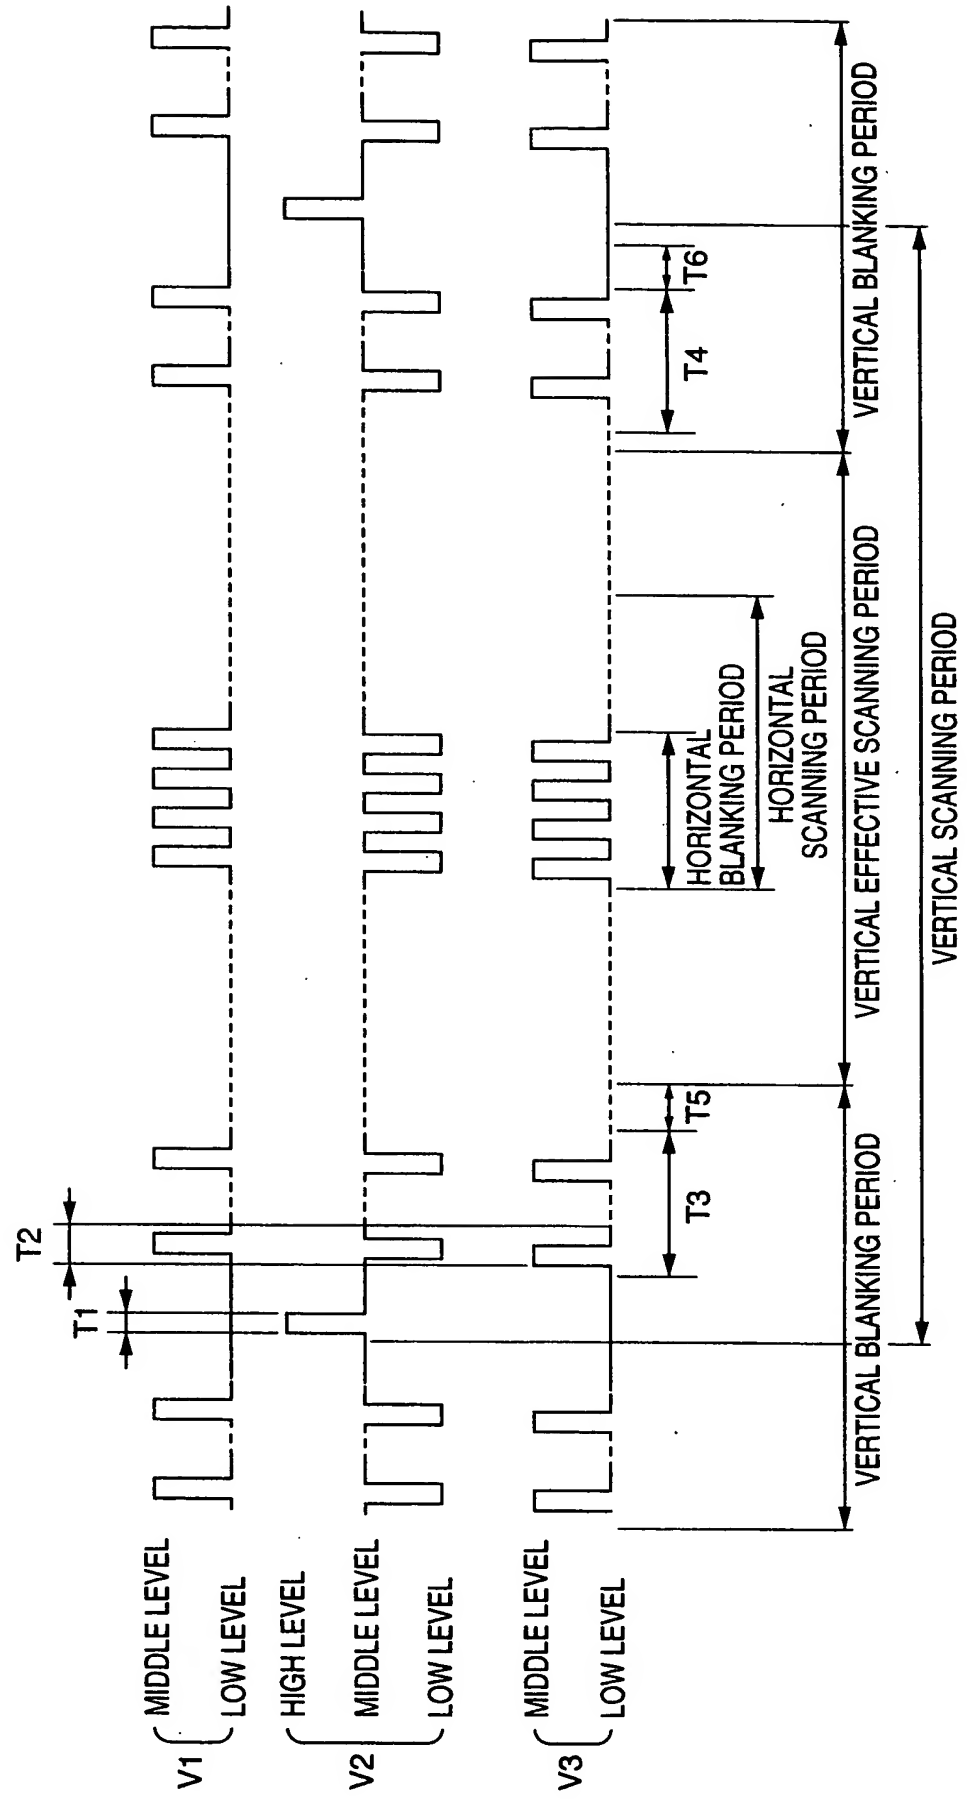 T1
T2
V1
MIDDLE LEVEL
LOW LEVEL
V2
HIGH LEVEL
MIDDLE LEVEL
LOW LEVEL
V3
MIDDLE LEVEL
LOW LEVEL
T3
T5
HORIZONTAL
BLANKING PERIOD
HORIZONTAL
SCANNING PERIOD
T4
T6
VERTICAL BLANKING PERIOD
VERTICAL EFFECTIVE SCANNING PERIOD
VERTICAL BLANKING PERIOD
VERTICAL SCANNING PERIOD